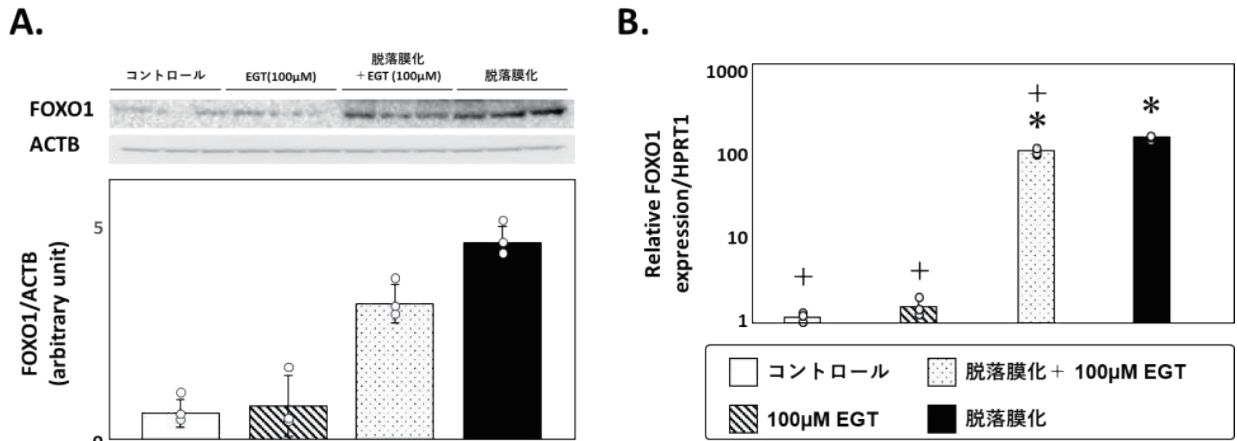 A.
コントロール
EGT(100μM)
脱落膜化
＋EGT (100μM)
脱落膜化
FOXO1
ACTB
FOXO1/ACTB
(arbitrary unit)
5
0
B.
Relative FOXO1
expression/HPRT1
1000
100
10
1
+
+
+
*
*
コントロール
脱落膜化＋ 100μM EGT
100μM EGT
脱落膜化